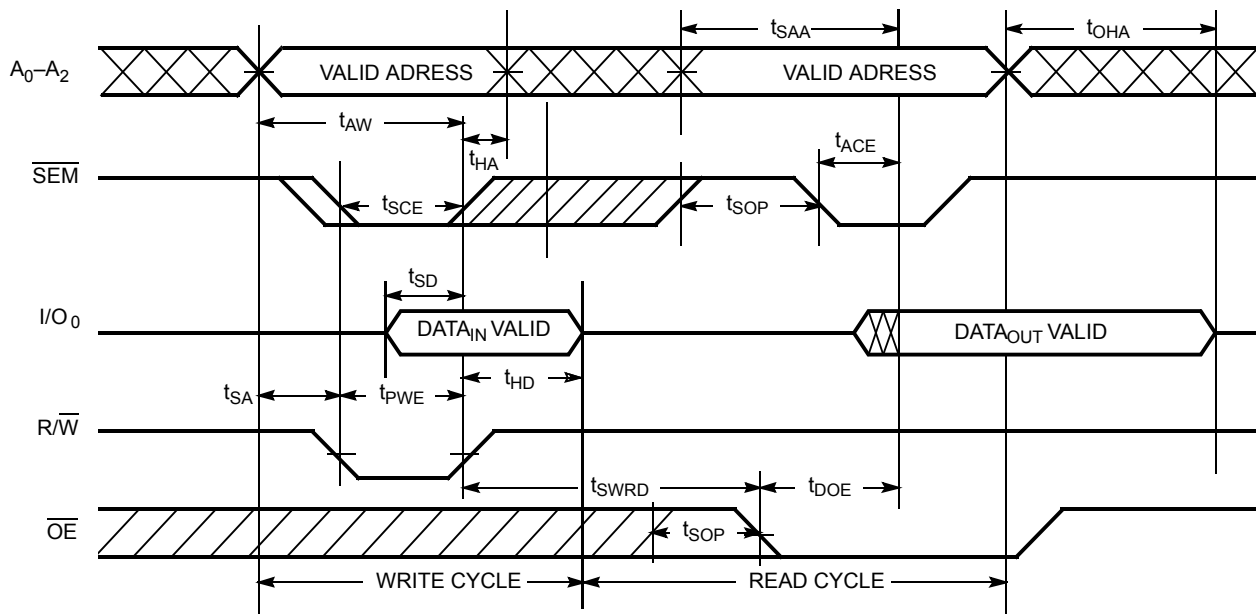 tSAA tOHA
A0–A2 VALID ADRESS VALID ADRESS
tAW tHA tACE
SEM tSCE tSOP
tSD
I/O0 DATAIN VALID DATAOUT VALID
tSA tPWE tHD
R/W
tSWRD tDOE
OE tSOP
WRITE CYCLE READ CYCLE